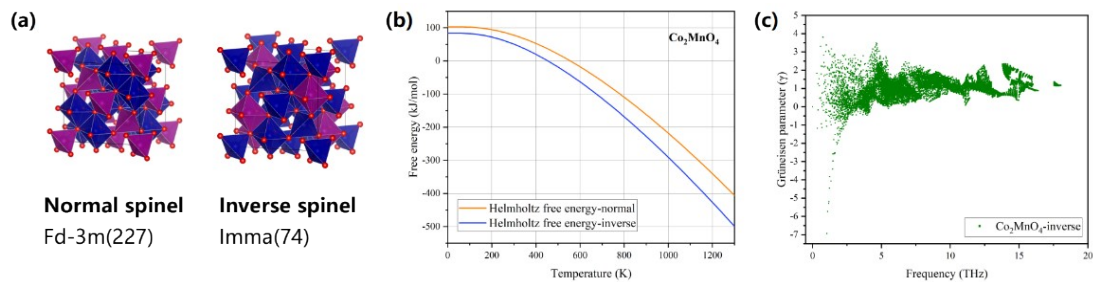 (a)
Normal spinel
Fd-3m(227)
Inverse spinel
Imma(74)
(b)
Co₂MnO₄
Free energy (kJ/mol)
100
0
-100
-200
-300
-400
-500
Helmholtz free energy-normal
Helmholtz free energy-inverse
0 200 400 600 800 1000 1200
Temperature (K)
(c)
Grüneisen parameter (γ)
5
4
3
2
1
0
-1
-2
-3
-4
-5
-6
-7
Co₂MnO₄-inverse
0 5 10 15 20
Frequency (THz)